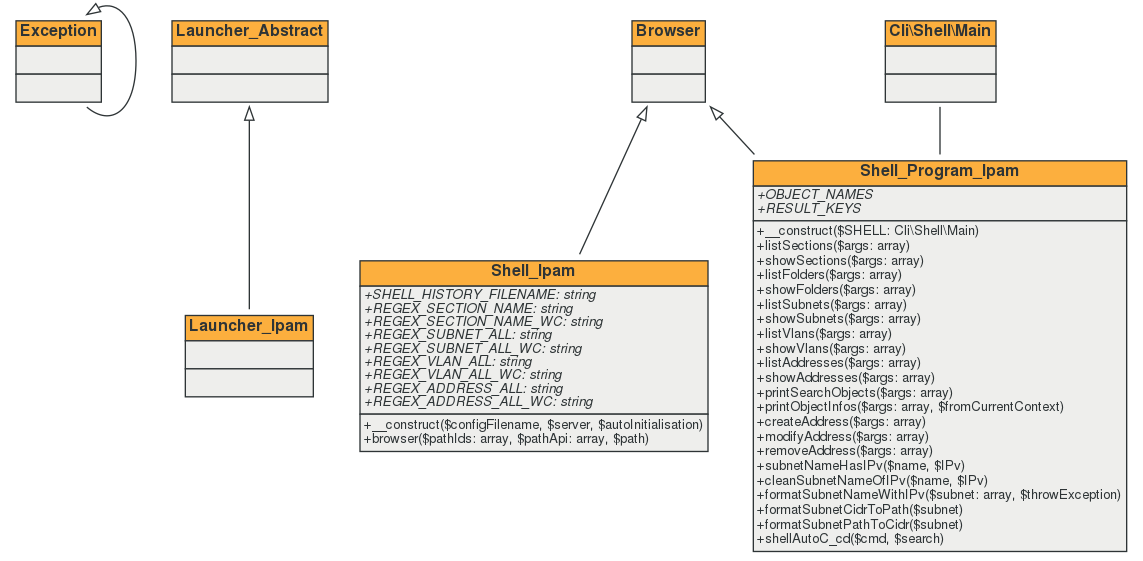 Exception
Launcher_Abstract
Browser
Cli\Shell\Main
Launcher_Ipam
Shell_Ipam
+SHELL_HISTORY_FILENAME: string
+REGEX_SECTION_NAME: string
+REGEX_SECTION_NAME_WC: string
+REGEX_SUBNET_ALL: string
+REGEX_SUBNET_ALL_WC: string
+REGEX_VLAN_ALL: string
+REGEX_VLAN_ALL_WC: string
+REGEX_ADDRESS_ALL: string
+REGEX_ADDRESS_ALL_WC: string
+__construct($configFilename, $server, $autoInitialisation)
+browser($pathIds: array, $pathApi: array, $path)
Shell_Program_Ipam
+OBJECT_NAMES
+RESULT_KEYS
+__construct($SHELL: Cli\Shell\Main)
+listSections($args: array)
+showSections($args: array)
+listFolders($args: array)
+showFolders($args: array)
+listSubnets($args: array)
+showSubnets($args: array)
+listVlans($args: array)
+showVlans($args: array)
+listAddresses($args: array)
+showAddresses($args: array)
+printSearchObjects($args: array)
+printObjectInfos($args: array, $fromCurrentContext)
+createAddress($args: array)
+modifyAddress($args: array)
+removeAddress($args: array)
+subnetNameHasIPv($name, $IPv)
+cleanSubnetNameOfIPv($name, $IPv)
+formatSubnetNameWithIPv($subnet: array, $throwException)
+formatSubnetCidrToPath($subnet)
+formatSubnetPathToCidr($subnet)
+shellAutoC_cd($cmd, $search)